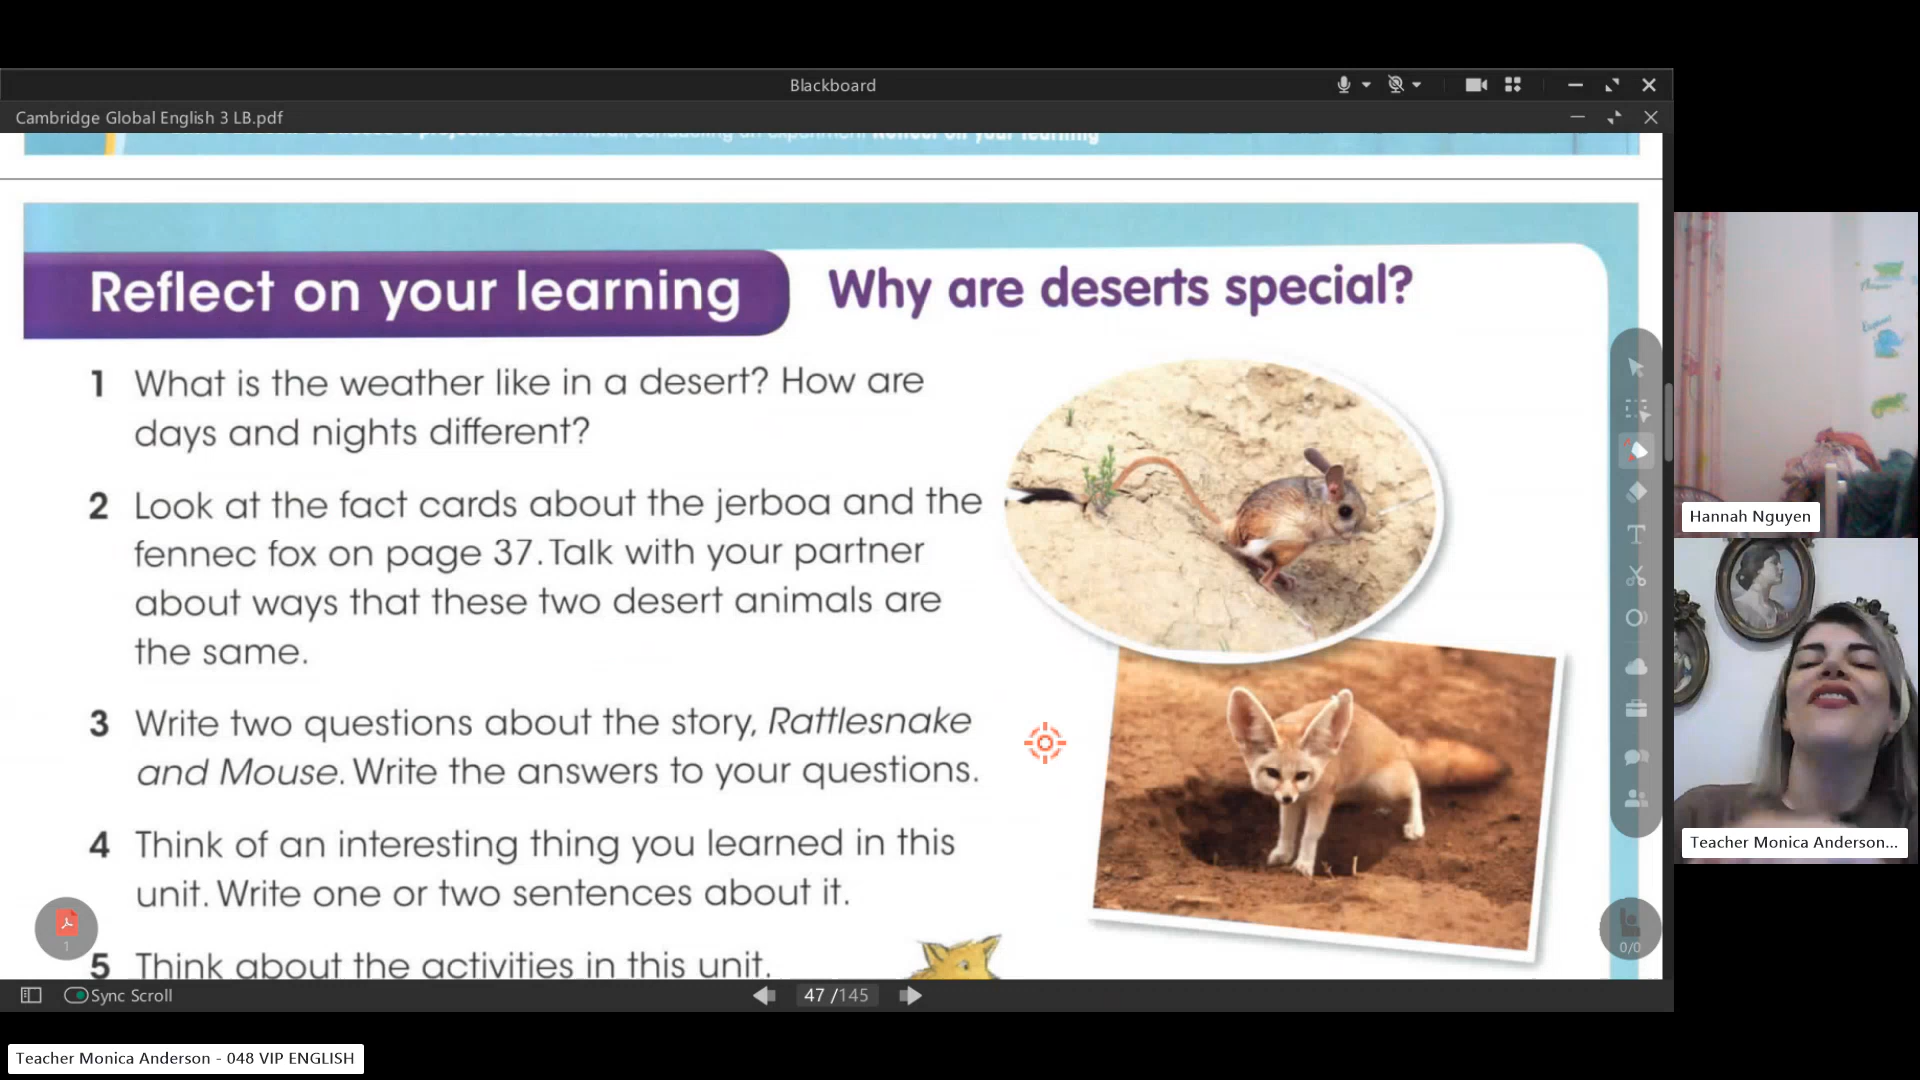 Blackboard
Cambridge Global English 3 LB.pdf
Reflect on your learning
Reflect on your learning
Why are deserts special?
1 What is the weather like in a desert? How are
days and nights different?
2 Look at the fact cards about the jerboa and the
fennec fox on page 37. Talk with your partner
about ways that these two desert animals are
the same.
3 Write two questions about the story, Rattlesnake
and Mouse. Write the answers to your questions.
4 Think of an interesting thing you learned in this
unit. Write one or two sentences about it.
5 Think about the activities in this unit.
1
0/0
Sync Scroll
47 /145
Hannah Nguyen
Teacher Monica Anderson...
Teacher Monica Anderson - 048 VIP ENGLISH